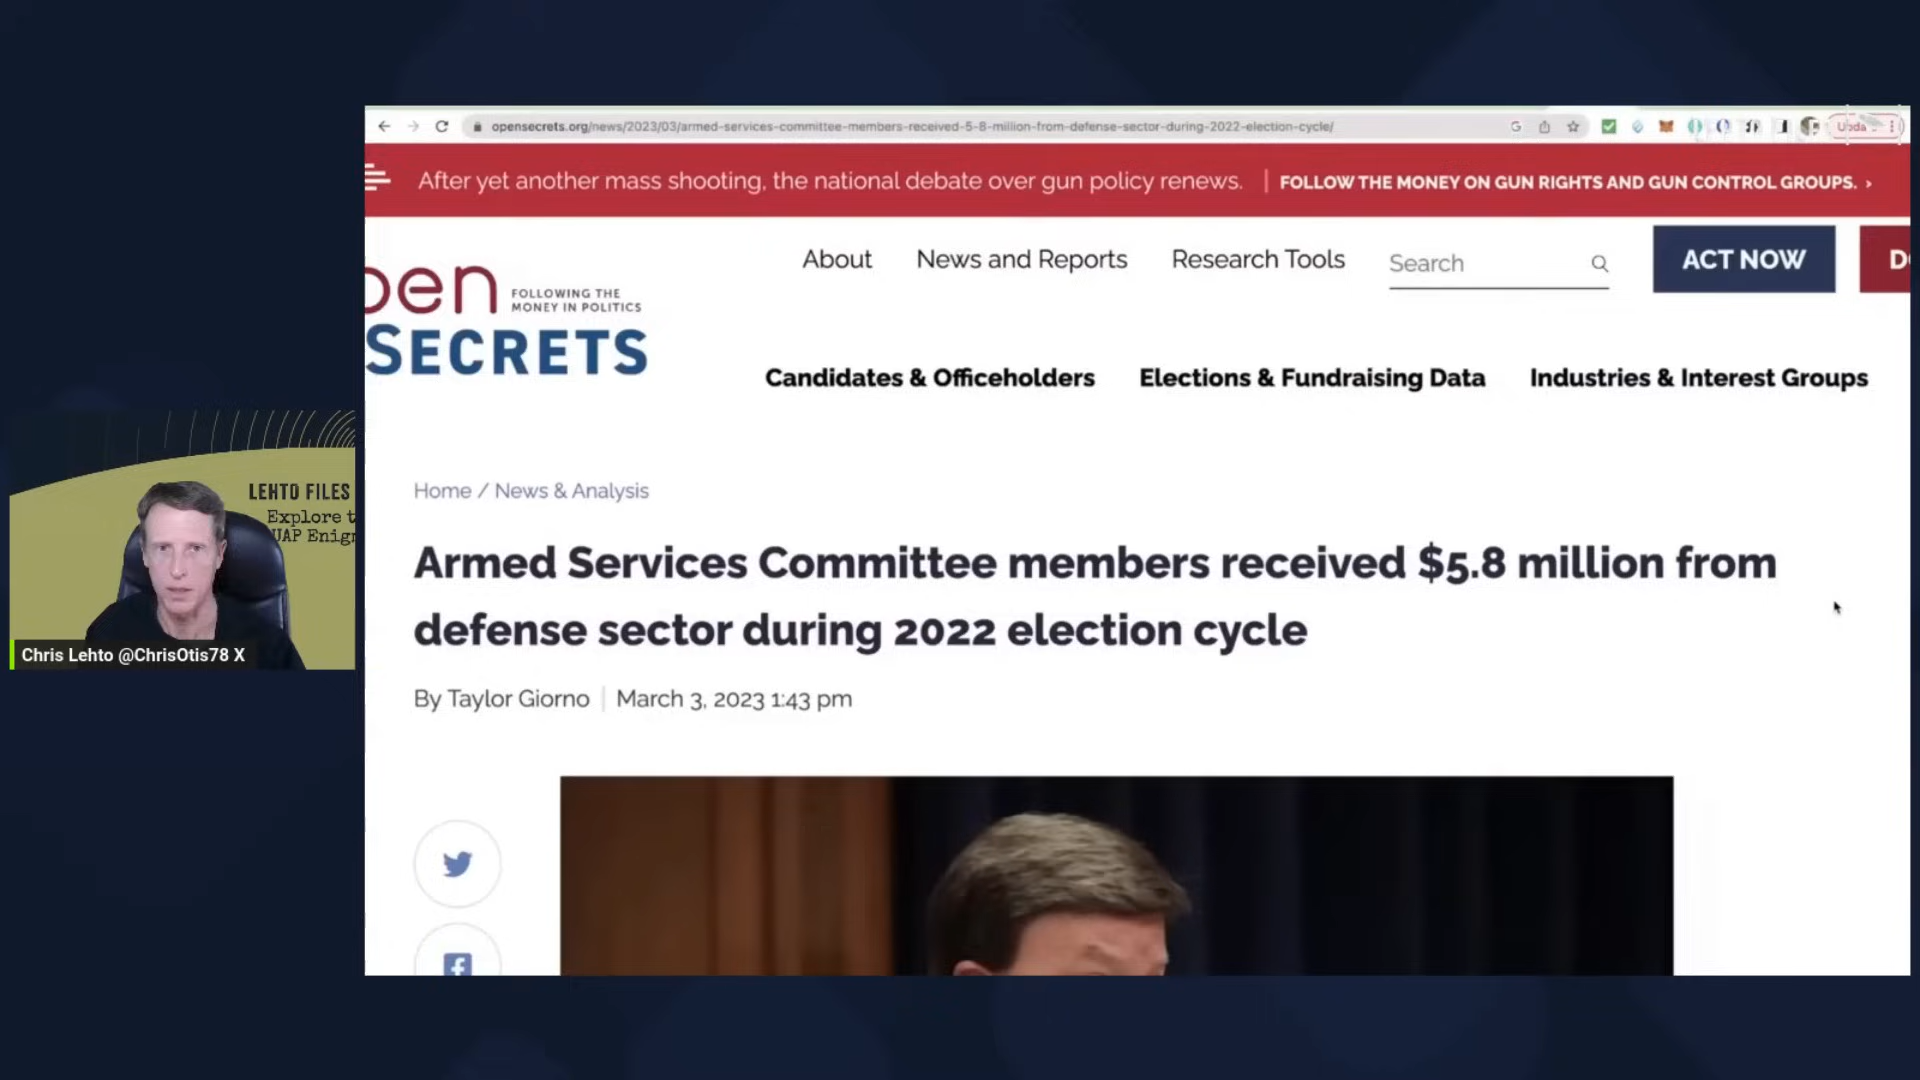 opensecrets.org/news/2023/03/armed-services-committee-members-received-5-8-million-from-defense-sector-during-2022-election-cycle/
After yet another mass shooting, the national debate over gun policy renews. | FOLLOW THE MONEY ON GUN RIGHTS AND GUN CONTROL GROUPS. ›
About News and Reports Research Tools Search ACT NOW
pen FOLLOWING THE
MONEY IN POLITICS
SECRETS
Candidates & Officeholders Elections & Fundraising Data Industries & Interest Groups
Home / News & Analysis
Armed Services Committee members received $5.8 million from
defense sector during 2022 election cycle
By Taylor Giorno | March 3, 2023 1:43 pm
LEHTO FILES
Explore t
UAP Enig
Chris Lehto @ChrisOtis78 X